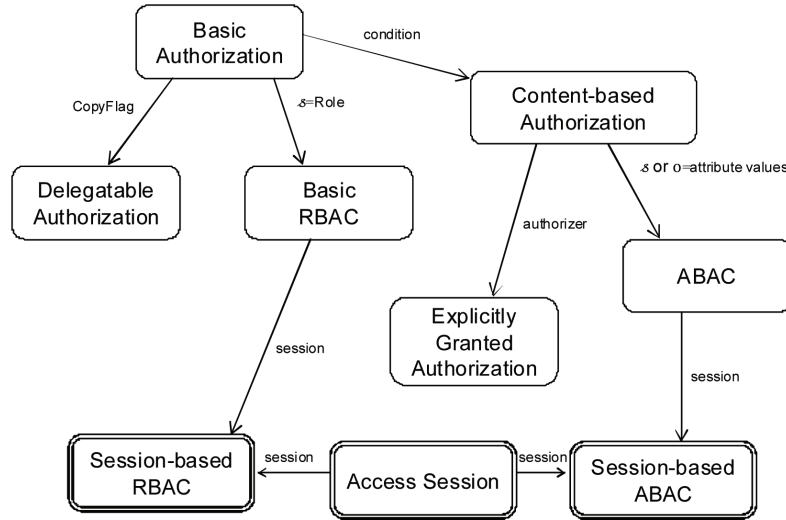 Basic
Authorization
condition
CopyFlag
𝓈=Role
Content-based
Authorization
Delegatable
Authorization
Basic
RBAC
𝓈 or o=attribute values
authorizer
ABAC
Explicitly
Granted
Authorization
session
session
Session-based
RBAC
session
Access Session
session
Session-based
ABAC